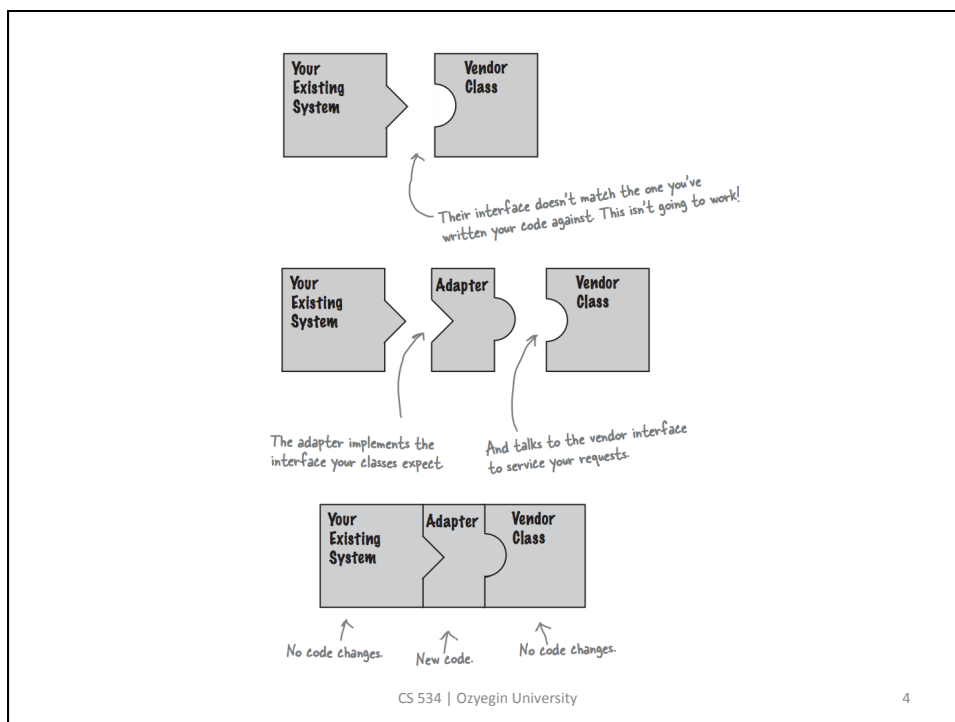 Your
Existing
System
Vendor
Class
Their interface doesn't match the one you've
written your code against. This isn't going to work!
Your
Existing
System
Adapter
Vendor
Class
The adapter implements the
interface your classes expect.
And talks to the vendor interface
to service your requests.
Your
Existing
System
Adapter
Vendor
Class
No code changes.
New code.
No code changes.
CS 534 | Ozyegin University
4